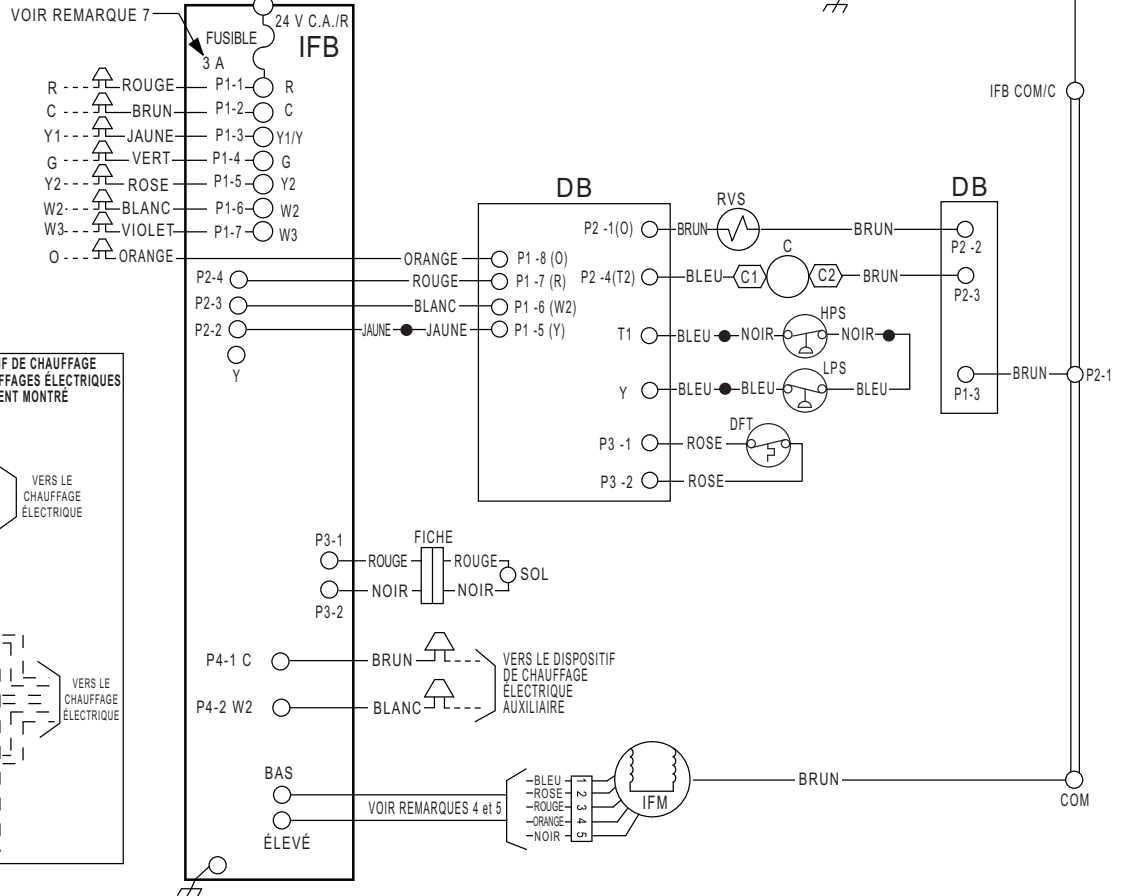 VOIR REMARQUE 7
24 V C.A./R
FUSIBLE
IFB
3 A
R ROUGE P1-1 R
C BRUN P1-2 C
Y1 JAUNE P1-3 Y1/Y
G VERT P1-4 G
Y2 ROSE P1-5 Y2
W2 BLANC P1-6 W2
W3 VIOLET P1-7 W3
O ORANGE ORANGE P1 -8 (O)
P2-4 ROUGE P1 -7 (R)
P2-3 BLANC P1 -6 (W2)
P2-2 JAUNE JAUNE P1 -5 (Y)
Y
IFB COM/C
DB
DB
RVS
P2 -1(O) BRUN BRUN P2 -2
C
P2 -4(T2) BLEU C1 C2 BRUN P2-3
HPS
T1 BLEU NOIR NOIR
LPS
Y BLEU BLEU BLEU
P1-3 BRUN P2-1
DFT
P3 -1 ROSE
P3 -2 ROSE
IF DE CHAUFFAGE
FFAGES ÉLECTRIQUES
ENT MONTRÉ
VERS LE
CHAUFFAGE
ÉLECTRIQUE
VERS LE
CHAUFFAGE
ÉLECTRIQUE
P3-1 FICHE
ROUGE ROUGE
SOL
NOIR NOIR
P3-2
P4-1 C BRUN
P4-2 W2 BLANC
VERS LE DISPOSITIF
DE CHAUFFAGE
ÉLECTRIQUE
AUXILIAIRE
BAS
VOIR REMARQUES 4 et 5
ÉLEVÉ
BLEU 1
ROSE 2
ROUGE 3
ORANGE 4
NOIR 5
IFM
BRUN
COM